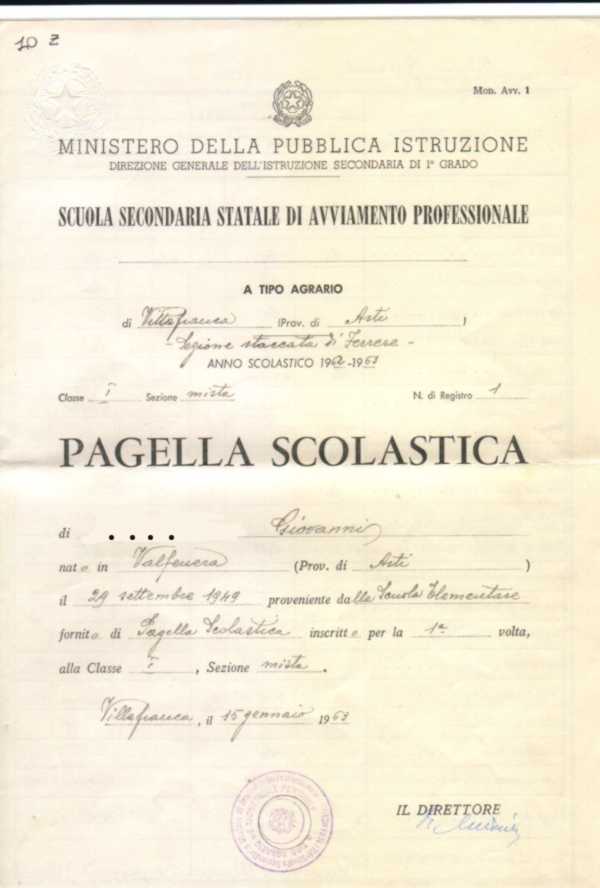 10 Z
Mon. Avv. 1
MINISTERO DELLA PUBBLICA ISTRUZIONE
DIREZIONE GENERALE DELL'ISTRUZIONE SECONDARIA DI 1° GRADO
SCUOLA SECONDARIA STATALE DI AVVIAMENTO PROFESSIONALE
A TIPO AGRARIO
di Villafranca (Prov. di Asti)
Sezione staccata di Ferrere -
ANNO SCOLASTICO 1962-1963
Classe I Sezione mista N. di Registro 1
PAGELLA SCOLASTICA
di Giovanni
nato in Valfenera (Prov. di Asti)
il 29 settembre 1949 proveniente dalla Scuola Elementare
fornito di Pagella Scolastica inscritto per la 1ª volta,
alla Classe I, Sezione mista.
Villafranca, il 15 gennaio 1963
IL DIRETTORE